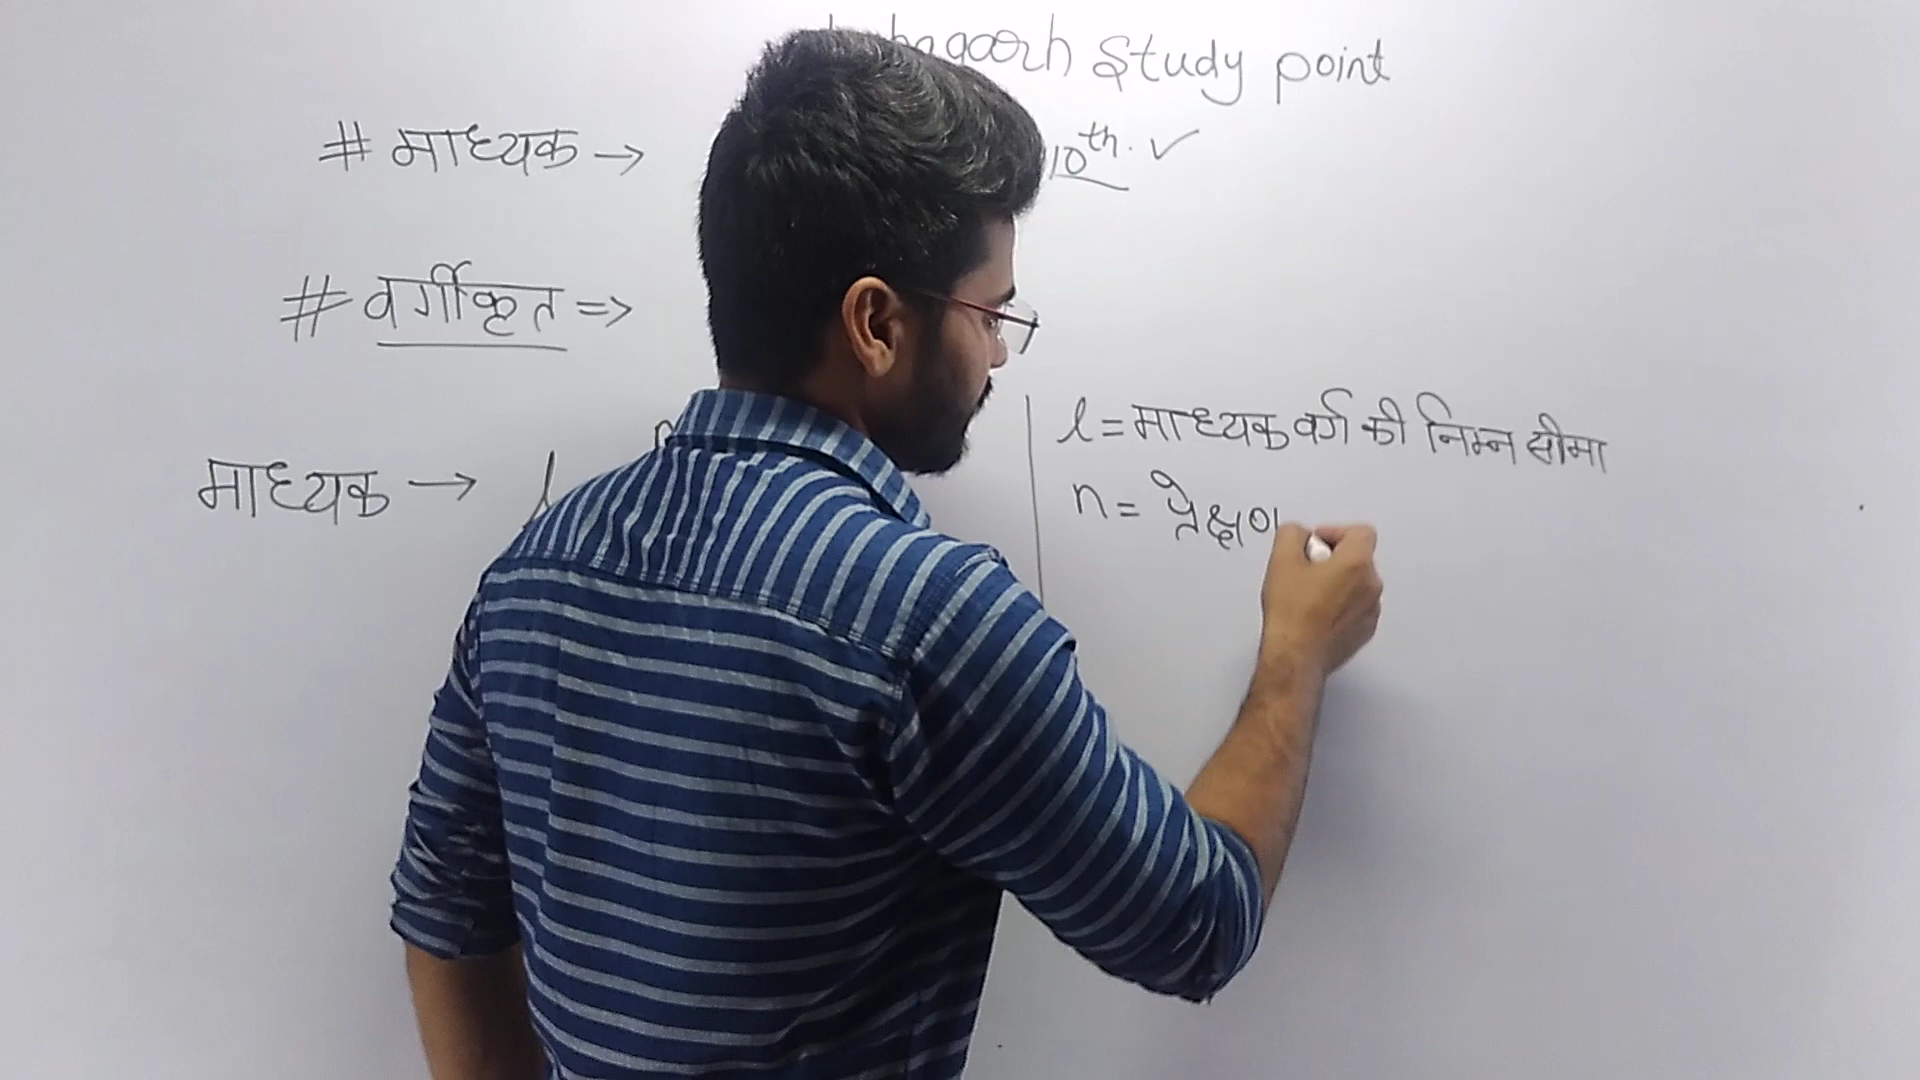 Study point
# माध्यक →
10th. ✓
# वर्गीकृत =>
माध्यक → l
l = माध्यक वर्ग की निम्न सीमा
n = प्रेक्षण